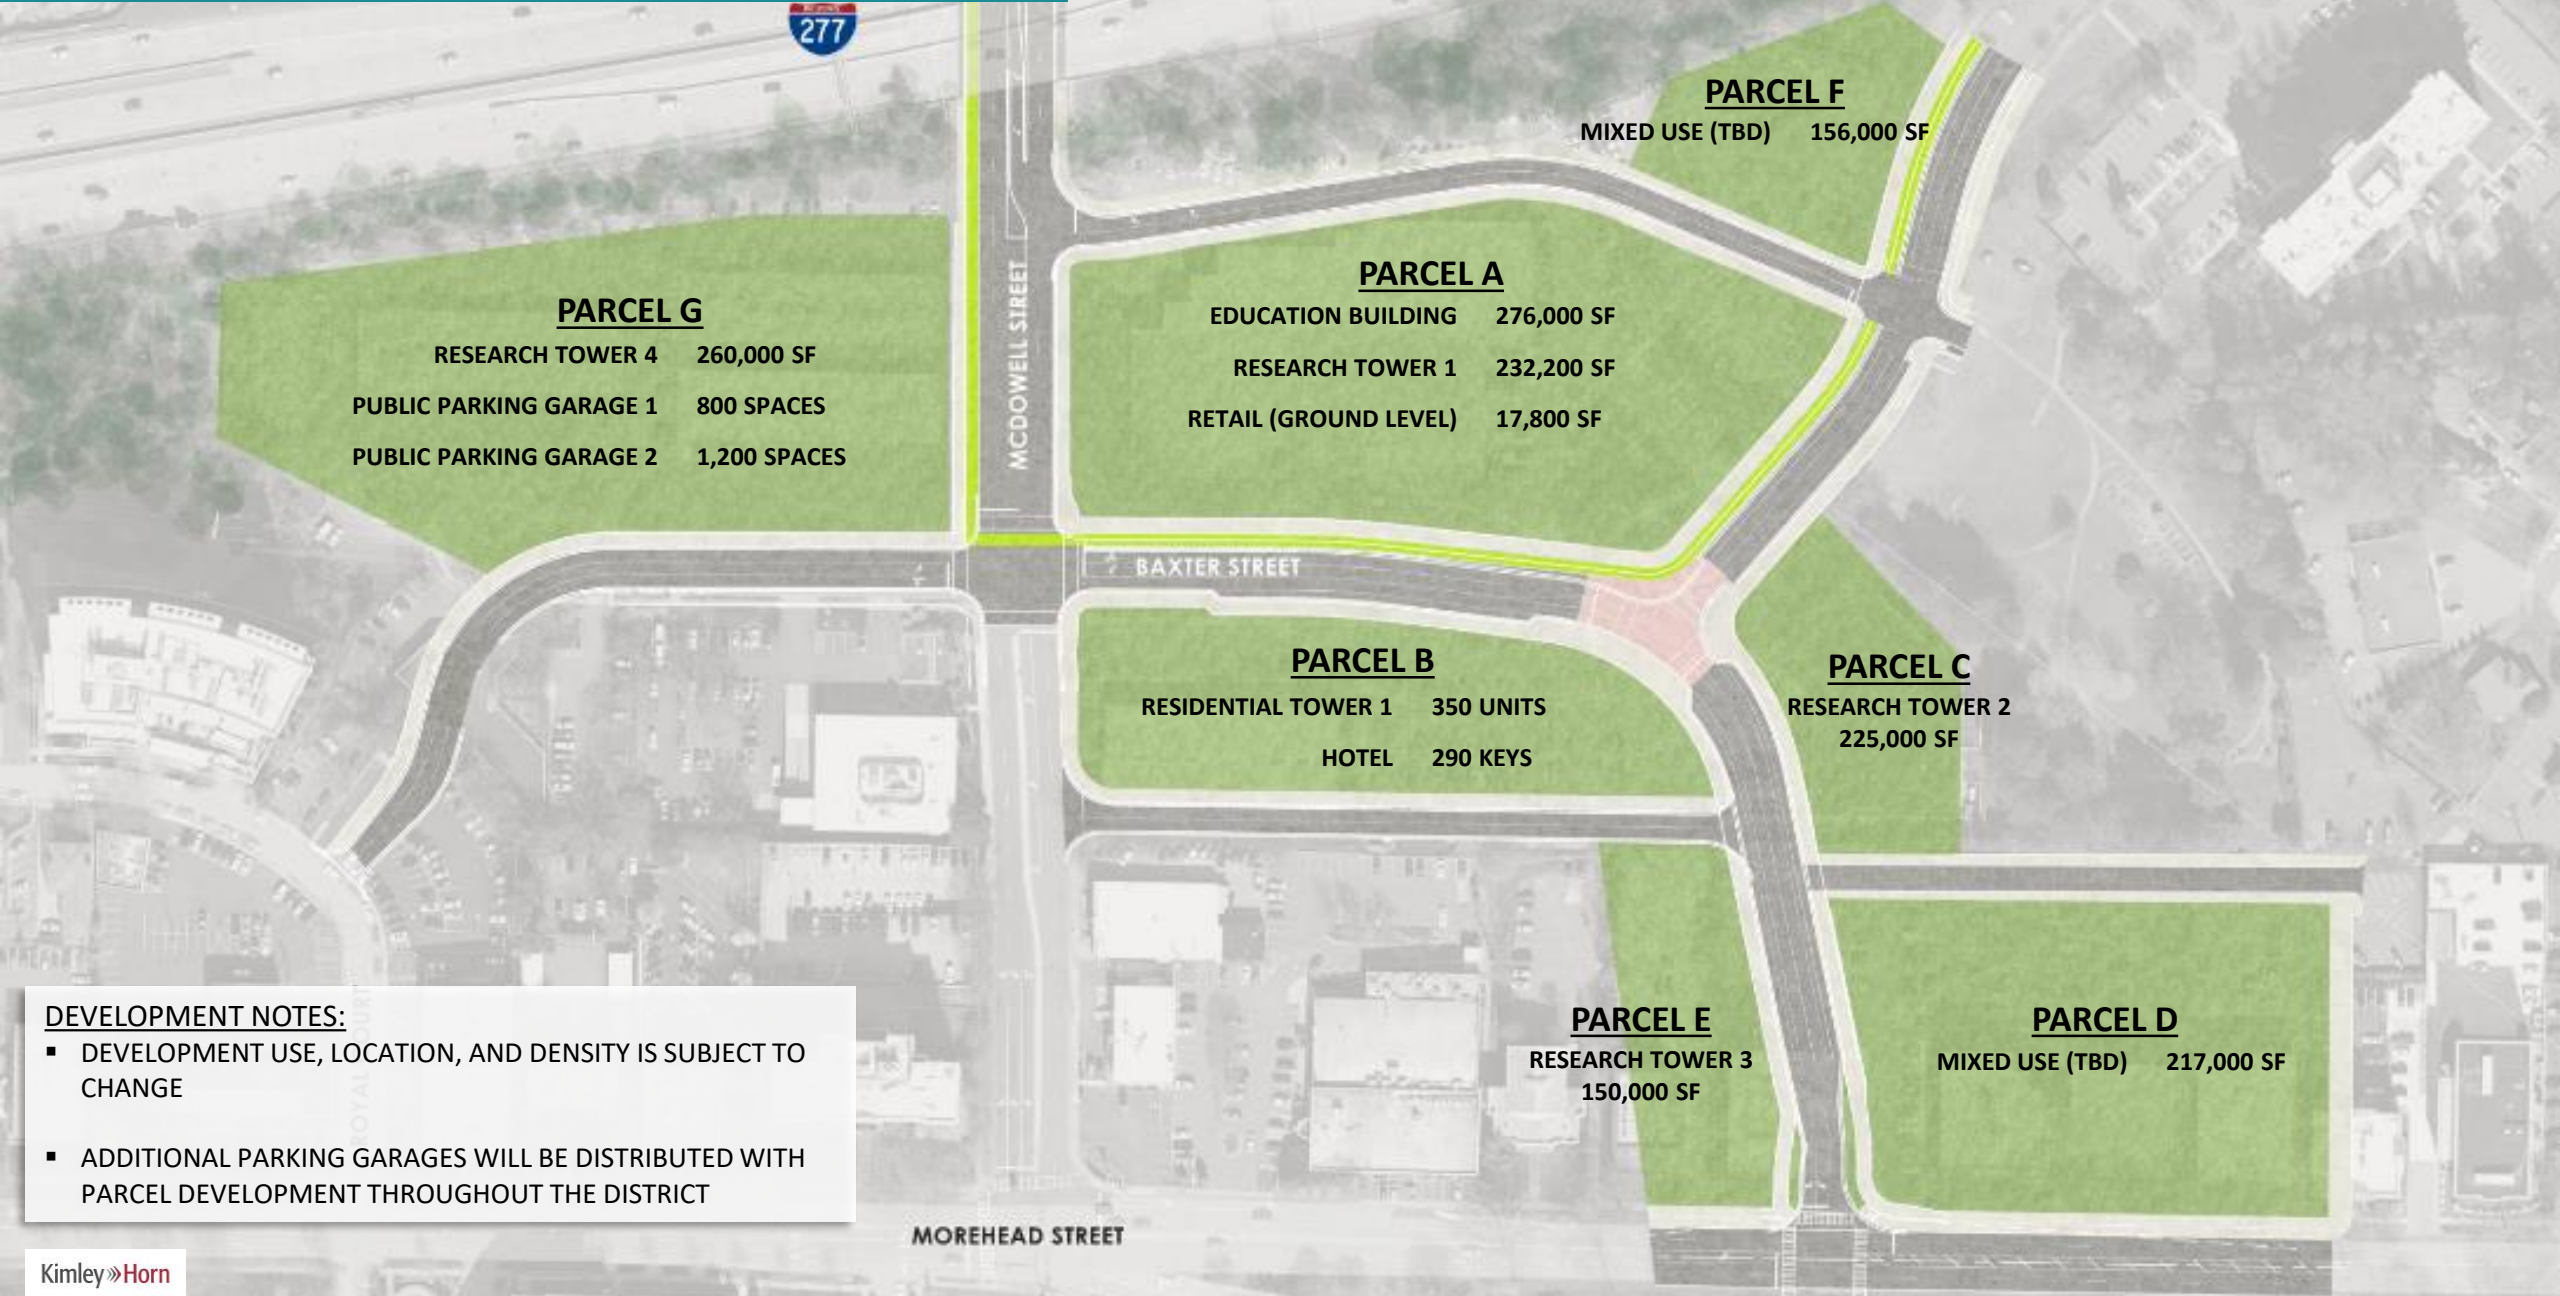 277
PARCEL F
MIXED USE (TBD) 156,000 SF
PARCEL G
RESEARCH TOWER 4 260,000 SF
PUBLIC PARKING GARAGE 1 800 SPACES
PUBLIC PARKING GARAGE 2 1,200 SPACES
MCDOWELL STREET
PARCEL A
EDUCATION BUILDING 276,000 SF
RESEARCH TOWER 1 232,200 SF
RETAIL (GROUND LEVEL) 17,800 SF
BAXTER STREET
PARCEL B
RESIDENTIAL TOWER 1 350 UNITS
HOTEL 290 KEYS
PARCEL C
RESEARCH TOWER 2
225,000 SF
PARCEL E
RESEARCH TOWER 3
150,000 SF
PARCEL D
MIXED USE (TBD) 217,000 SF
DEVELOPMENT NOTES:
▪ DEVELOPMENT USE, LOCATION, AND DENSITY IS SUBJECT TO
CHANGE
▪ ADDITIONAL PARKING GARAGES WILL BE DISTRIBUTED WITH
PARCEL DEVELOPMENT THROUGHOUT THE DISTRICT
ROYAL COURT
MOREHEAD STREET
Kimley»Horn